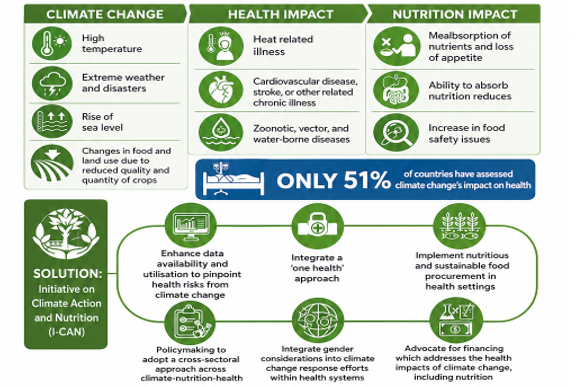 CLIMATE CHANGE
High
temperature
Extreme weather
and disasters
Rise of
sea level
Changes in food and
land use due to
reduced quality and
quantity of crops
HEALTH IMPACT
Heat related
illness
Cardiovascular disease,
stroke, or other related
chronic illness
Zoonotic, vector, and
water-borne diseases
NUTRITION IMPACT
Mealbsorption of
nutrients and loss
of appetite
Ability to absorb
nutrition reduces
Increase in food
safety issues
ONLY 51%
of countries have assessed
climate change's impact on health
SOLUTION:
Initiative on
Climate Action
and Nutrition
(I-CAN)
Enhance data
availability and
utilisation to pinpoint
health risks from
climate change
Integrate a
'one health'
approach
Implement nutritious
and sustainable food
procurement in
health settings
Policymaking to
adopt a cross-sectoral
approach across
climate-nutrition-health
Integrate gender
considerations into climate
change response efforts
within health systems
Advocate for financing
which addresses the health
impacts of climate change,
including nutrition